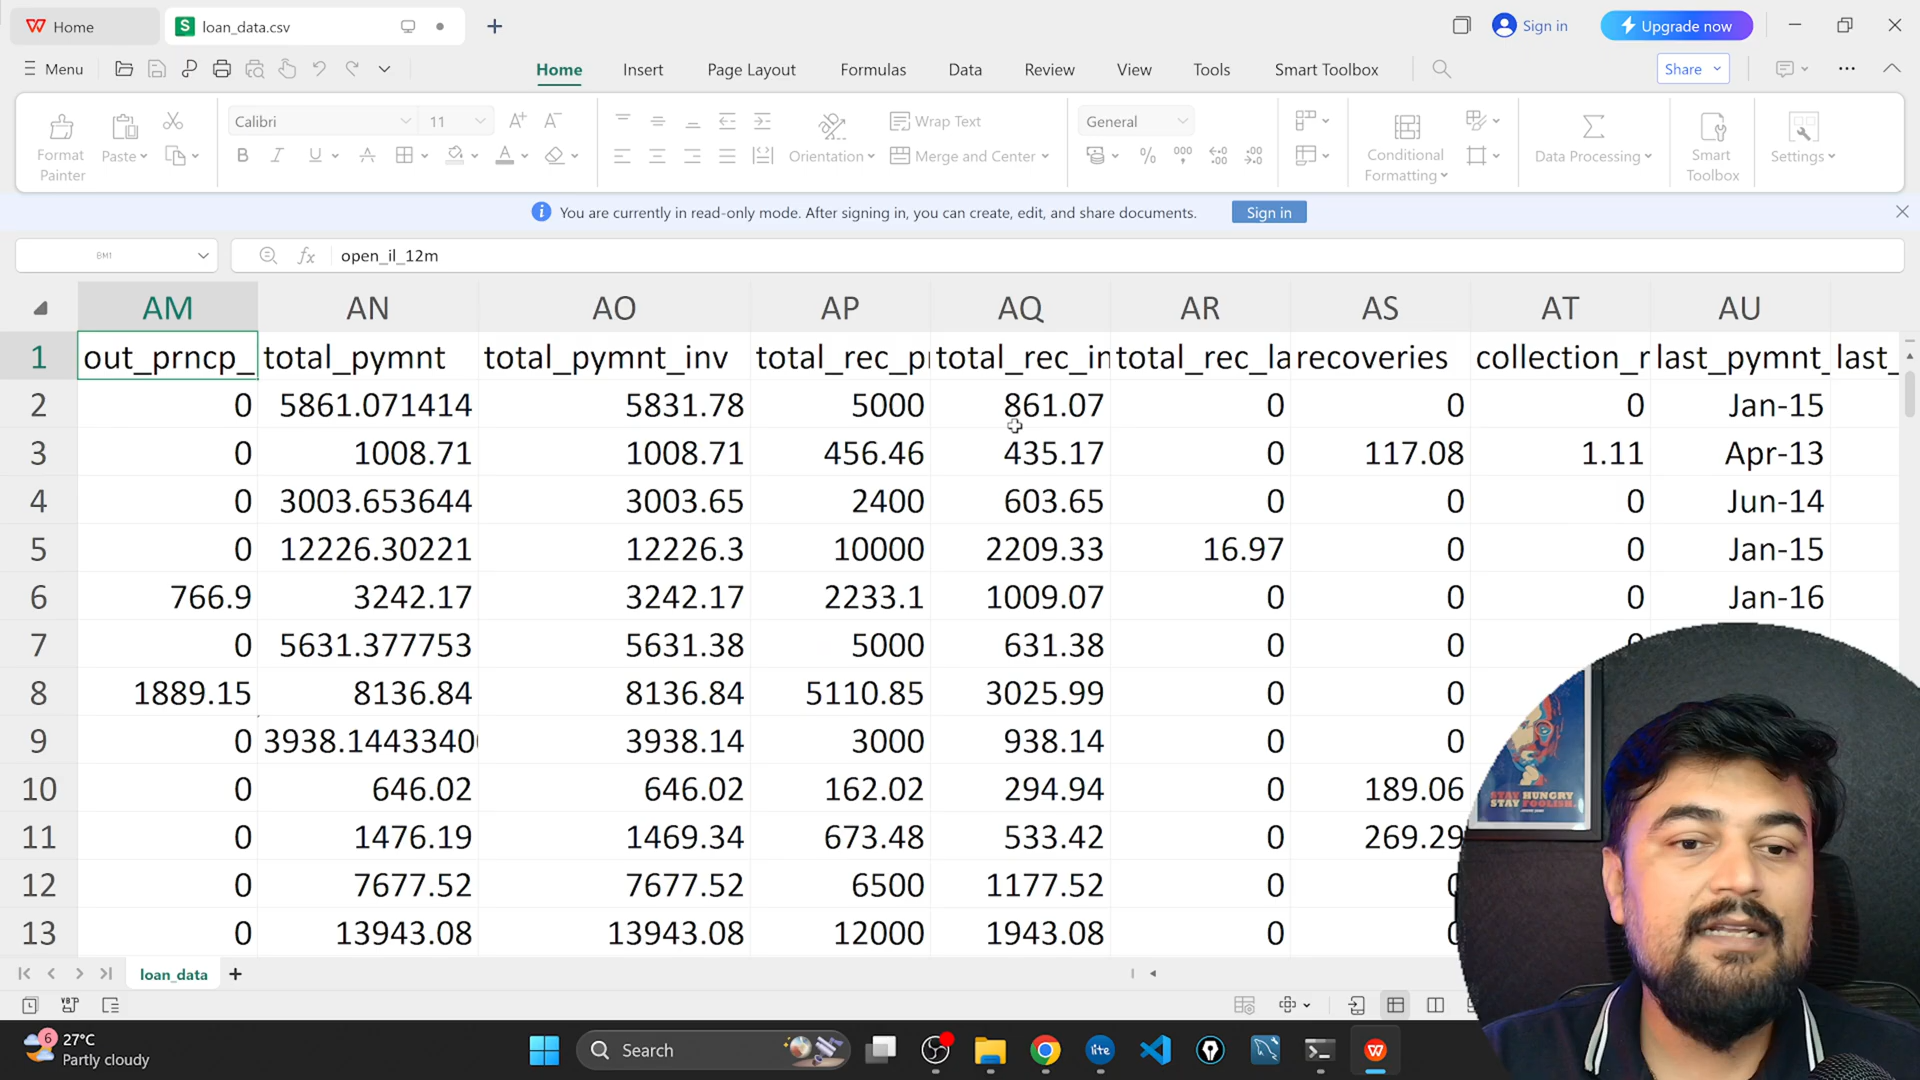 Home
loan_data.csv
Sign in
Upgrade now
Menu
Home
Insert
Page Layout
Formulas
Data
Review
View
Tools
Smart Toolbox
Share
Format
Painter
Paste
Calibri
11
Orientation
Wrap Text
Merge and Center
General
Conditional
Formatting
Data Processing
Smart
Toolbox
Settings
You are currently in read-only mode. After signing in, you can create, edit, and share documents.
Sign in
BM1
fx
open_il_12m
AM AN AO AP AQ AR AS AT AU
1 out_prncp_ total_pymnt total_pymnt_inv total_rec_pr total_rec_in total_rec_la recoveries collection_r last_pymnt_ last_
2 0 5861.071414 5831.78 5000 861.07 0 0 0 Jan-15
3 0 1008.71 1008.71 456.46 435.17 0 117.08 1.11 Apr-13
4 0 3003.653644 3003.65 2400 603.65 0 0 0 Jun-14
5 0 12226.30221 12226.3 10000 2209.33 16.97 0 0 Jan-15
6 766.9 3242.17 3242.17 2233.1 1009.07 0 0 0 Jan-16
7 0 5631.377753 5631.38 5000 631.38 0 0
8 1889.15 8136.84 8136.84 5110.85 3025.99 0 0
9 0 3938.1443340 3938.14 3000 938.14 0 0
10 0 646.02 646.02 162.02 294.94 0 189.06
11 0 1476.19 1469.34 673.48 533.42 0 269.29
12 0 7677.52 7677.52 6500 1177.52 0 0
13 0 13943.08 13943.08 12000 1943.08 0 0
STAY HUNGRY
STAY FOOLISH.
loan_data
6
27°C
Partly cloudy
Search
lite